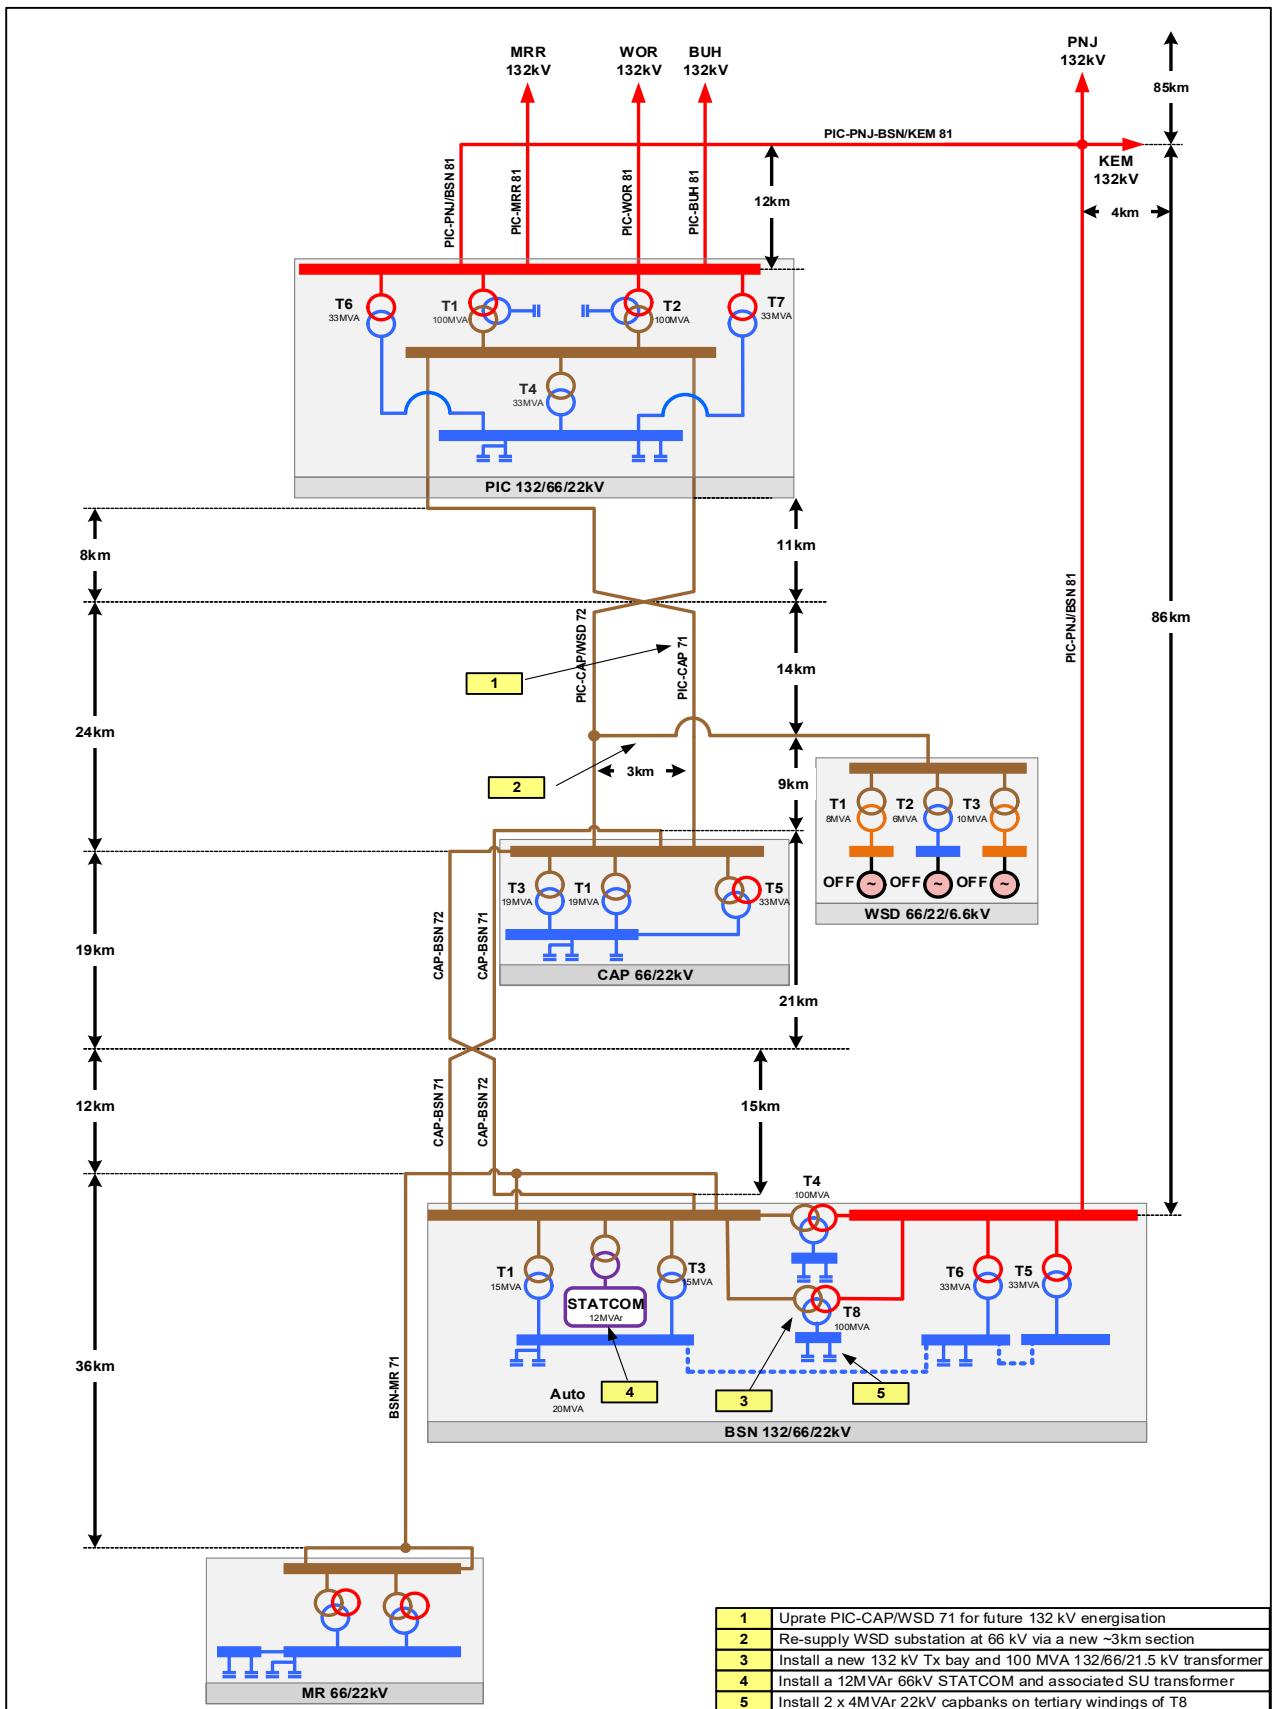 MRR
132kV
WOR
132kV
BUH
132kV
PNJ
132kV
85km
PIC-PNJ-BSN/KEM 81
KEM
132kV
12km
4km
PIC-PNJ/BSN 81
PIC-MRR 81
PIC-WOR 81
PIC-BUH 81
T6
33MVA
T1
100MVA
T2
100MVA
T7
33MVA
T4
33MVA
PIC 132/66/22kV
8km
11km
PIC-CAP/WSD 72
PIC-CAP 71
PIC-PNJ/BSN 81
86km
1
14km
24km
2
3km
9km
T1
8MVA
T2
6MVA
T3
10MVA
OFF ~
OFF ~
OFF ~
WSD 66/22/6.6kV
T3
19MVA
T1
19MVA
T5
33MVA
CAP 66/22kV
CAP-BSN 72
CAP-BSN 71
19km
21km
12km
CAP-BSN 71
CAP-BSN 72
15km
T4
100MVA
T1
15MVA
STATCOM
12MVAr
T3
15MVA
T8
100MVA
T6
33MVA
T5
33MVA
36km
BSN-MR 71
Auto
20MVA
4
3
5
BSN 132/66/22kV
MR 66/22kV
1 Uprate PIC-CAP/WSD 71 for future 132 kV energisation
2 Re-supply WSD substation at 66 kV via a new ~3km section
3 Install a new 132 kV Tx bay and 100 MVA 132/66/21.5 kV transformer
4 Install a 12MVAr 66kV STATCOM and associated SU transformer
5 Install 2 x 4MVAr 22kV capbanks on tertiary windings of T8